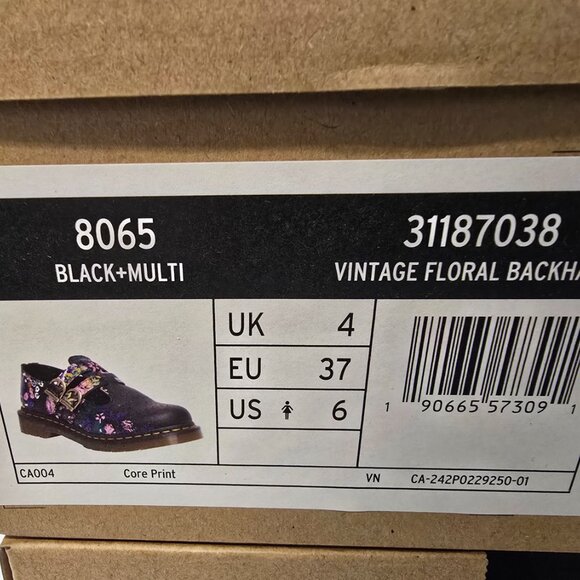 8065
BLACK+MULTI
31187038
VINTAGE FLORAL
UK 4
EU 37
US 6
1 90665 57309 1
CA004 Core Print VN CA-242P0229250-01